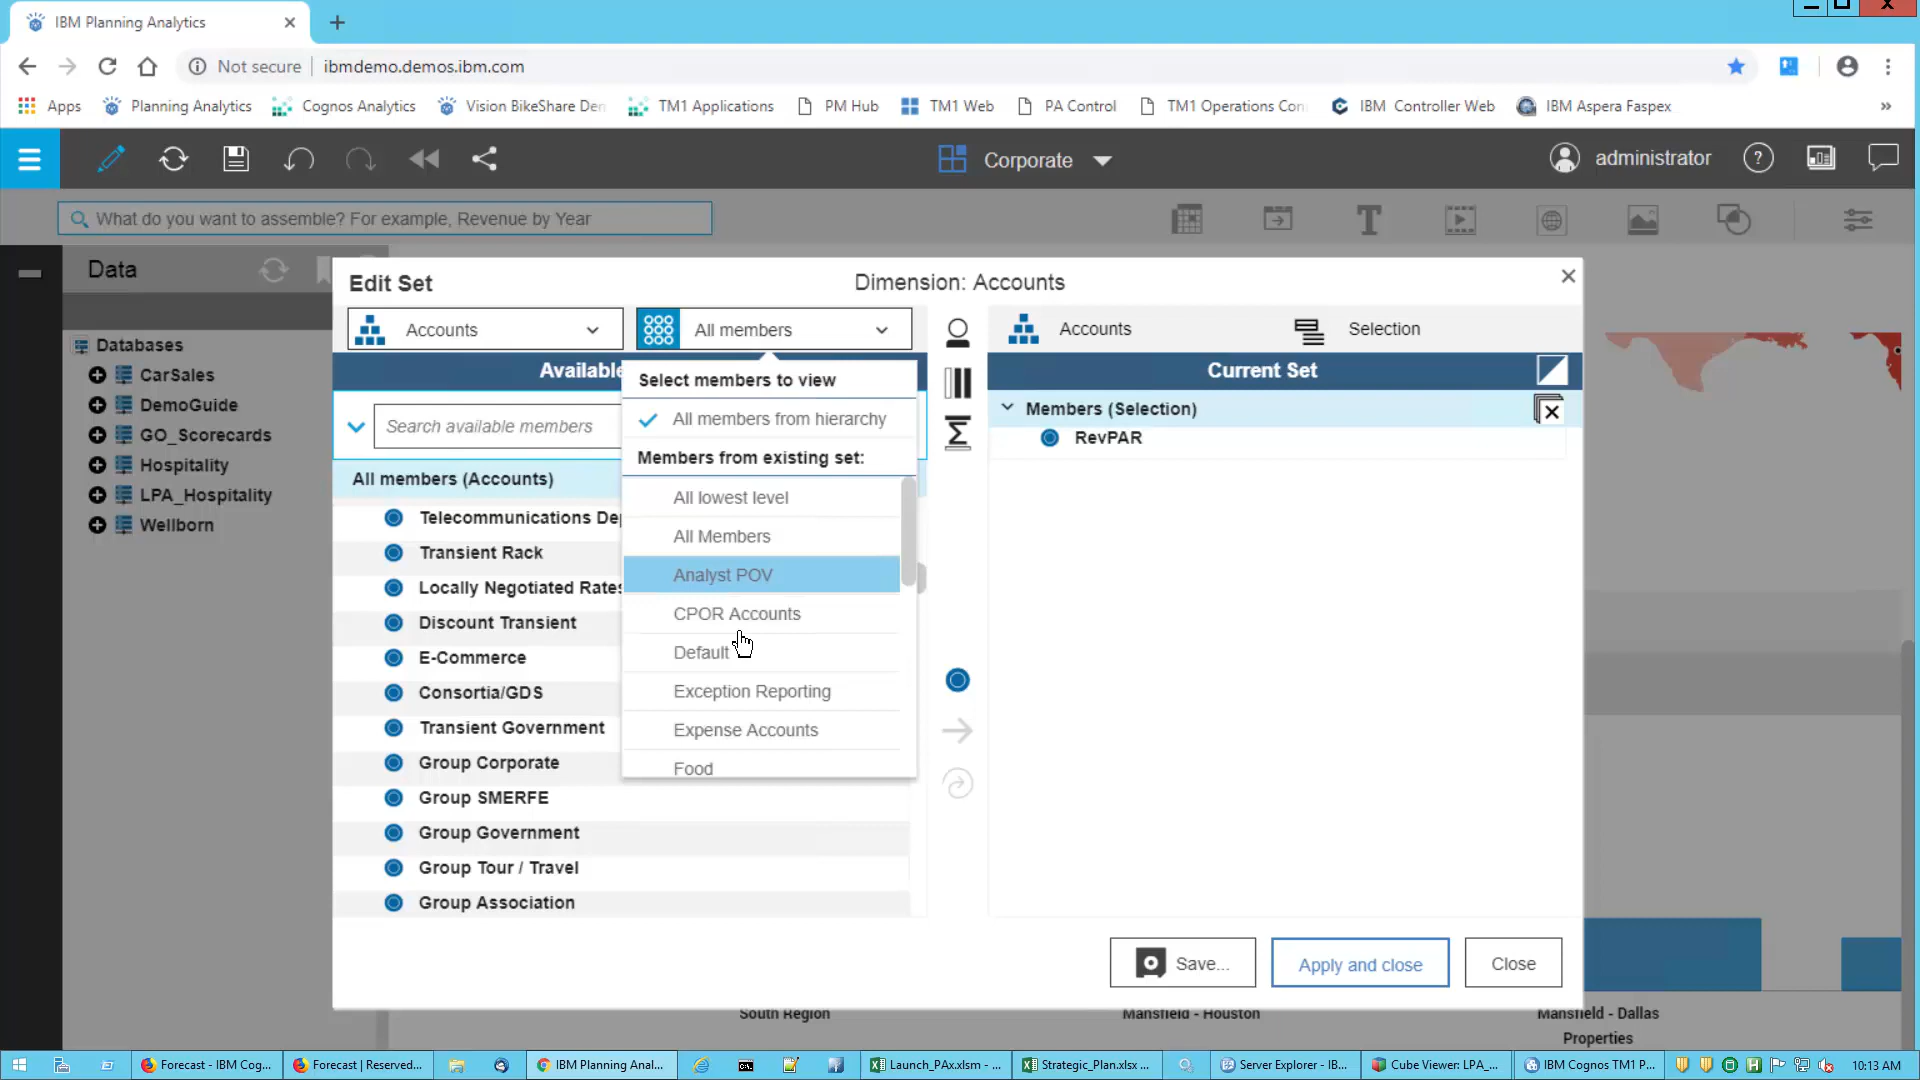 IBM Planning Analytics
Not secure ibmdemo.demos.ibm.com
Apps Planning Analytics Cognos Analytics Vision BikeShare Den TM1 Applications PM Hub TM1 Web PA Control TM1 Operations Con IBM Controller Web IBM Aspera Faspex »
Corporate administrator ?
What do you want to assemble? For example, Revenue by Year T
Data
Databases
CarSales
DemoGuide
GO_Scorecards
Hospitality
LPA_Hospitality
Wellborn
Edit Set Dimension: Accounts
Accounts All members Accounts Selection
Available Current Set
Search available members
All members (Accounts)
Telecommunications De
Transient Rack
Locally Negotiated Rates
Discount Transient
E-Commerce
Consortia/GDS
Transient Government
Group Corporate
Group SMERFE
Group Government
Group Tour / Travel
Group Association
Select members to view
All members from hierarchy
Members from existing set:
All lowest level
All Members
Analyst POV
CPOR Accounts
Default
Exception Reporting
Expense Accounts
Food
Members (Selection)
RevPAR
Save... Apply and close Close
South Region Mansfield - Houston Mansfield - Dallas
Properties
Forecast - IBM Cog... Forecast | Reserved... IBM Planning Anal... Launch_PAx.xlsm - ... Strategic_Plan.xlsx ... Server Explorer - IB... Cube Viewer: LPA_... IBM Cognos TM1 P... 10:13 AM